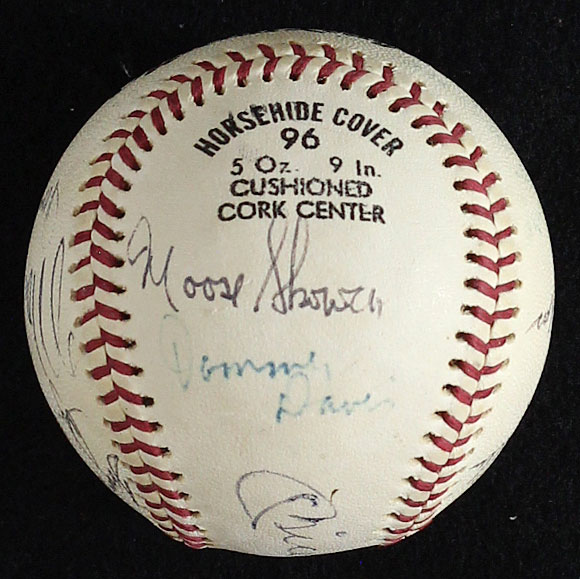 HORSEHIDE COVER
96
5 Oz. 9 In.
CUSHIONED
CORK CENTER
Moose Skowron
Tommy
Davis